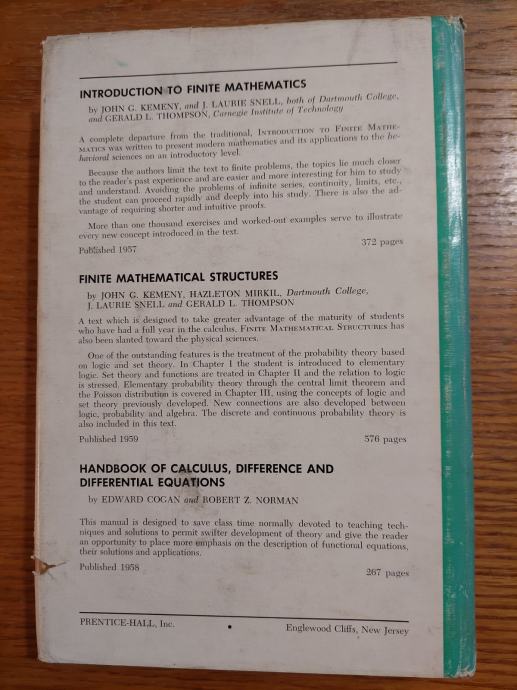 INTRODUCTION TO FINITE MATHEMATICS
by JOHN G. KEMENY, and J. LAURIE SNELL, both of Dartmouth College,
and GERALD L. THOMPSON, Carnegie Institute of Technology
A complete departure from the traditional, INTRODUCTION TO FINITE MATHE-
MATICS was written to present modern mathematics and its applications to the be-
havioral sciences on an introductory level.
Because the authors limit the text to finite problems, the topics lie much closer
to the reader's past experience and are easier and more interesting for him to study
and understand. Avoiding the problems of infinite series, continuity, limits, etc.,
the student can proceed rapidly and deeply into his study. There is also the ad-
vantage of requiring shorter and intuitive proofs.
More than one thousand exercises and worked-out examples serve to illustrate
every new concept introduced in the text.
Published 1957 372 pages
FINITE MATHEMATICAL STRUCTURES
by JOHN G. KEMENY, HAZLETON MIRKIL, Dartmouth College,
J. LAURIE SNELL and GERALD L. THOMPSON
A text which is designed to take greater advantage of the maturity of students
who have had a full year in the calculus, FINITE MATHEMATICAL STRUCTURES has
also been slanted toward the physical sciences.
One of the outstanding features is the treatment of the probability theory based
on logic and set theory. In Chapter I the student is introduced to elementary
logic. Set theory and functions are treated in Chapter II and the relation to logic
is stressed. Elementary probability theory through the central limit theorem and
the Poisson distribution is covered in Chapter III, using the concepts of logic and
set theory previously developed. New connections are also developed between
logic, probability and algebra. The discrete and continuous probability theory is
also included in this text.
Published 1959 576 pages
HANDBOOK OF CALCULUS, DIFFERENCE AND
DIFFERENTIAL EQUATIONS
by EDWARD COGAN and ROBERT Z. NORMAN
This manual is designed to save class time normally devoted to teaching tech-
niques and solutions to permit swifter development of theory and give the reader
an opportunity to place more emphasis on the description of functional equations,
their solutions and applications.
Published 1958 267 pages
PRENTICE-HALL, Inc. • Englewood Cliffs, New Jersey